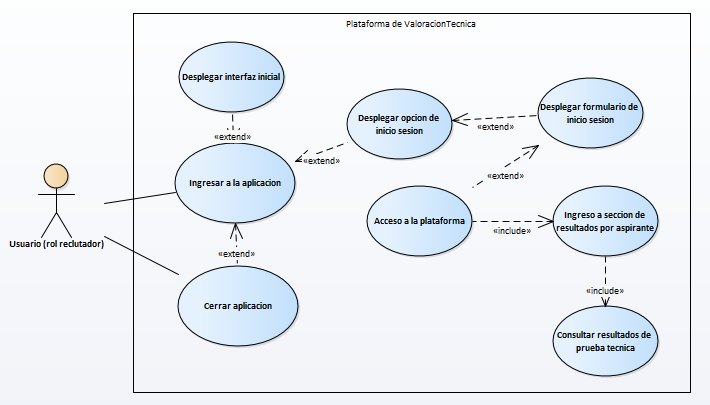 Plataforma de ValoracionTecnica
Desplegar interfaz inicial
«extend»
Desplegar opcion de
inicio sesion
«extend»
Desplegar formulario de
inicio sesion
«extend»
«extend»
Ingresar a la aplicacion
Usuario (rol reclutador)
Acceso a la plataforma
«include»
Ingreso a seccion de
resultados por aspirante
«extend»
Cerrar aplicacion
«include»
Consultar resultados de
prueba tecnica